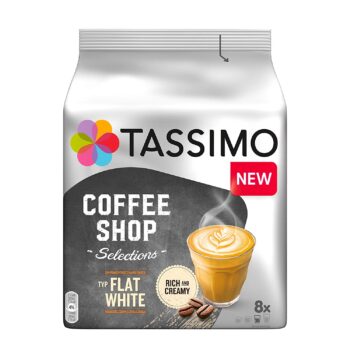 TASSIMO
NEW
COFFEE
SHOP
Selections
TYP FLAT
WHITE
RICH AND
CREAMY
8x